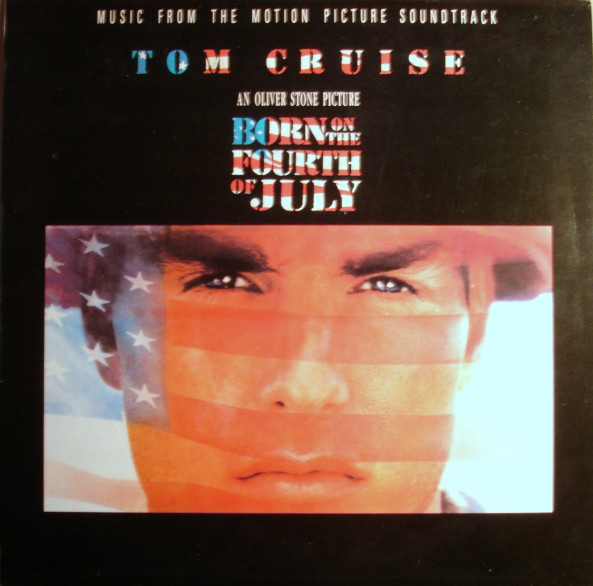 MUSIC FROM THE MOTION PICTURE SOUNDTRACK
TOM CRUISE
AN OLIVER STONE PICTURE
BORN ON THE
FOURTH
OF JULY